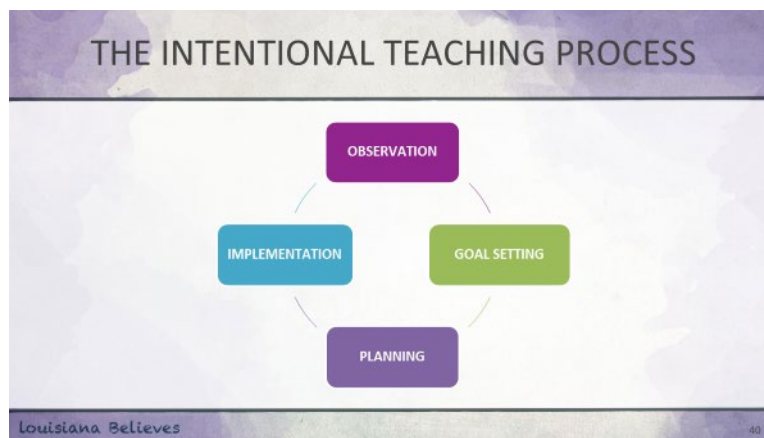 THE INTENTIONAL TEACHING PROCESS
OBSERVATION
IMPLEMENTATION
GOAL SETTING
PLANNING
Louisiana Believes
40